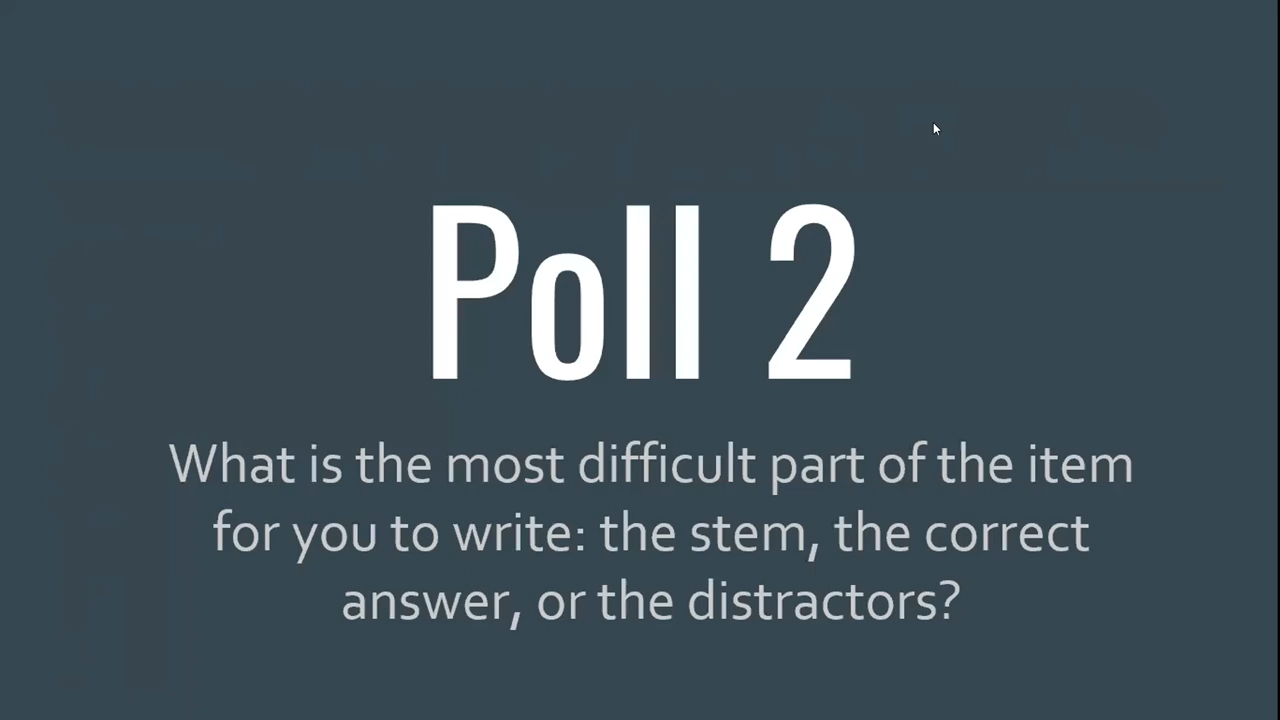 Poll 2
What is the most difficult part of the item
for you to write: the stem, the correct
answer, or the distractors?